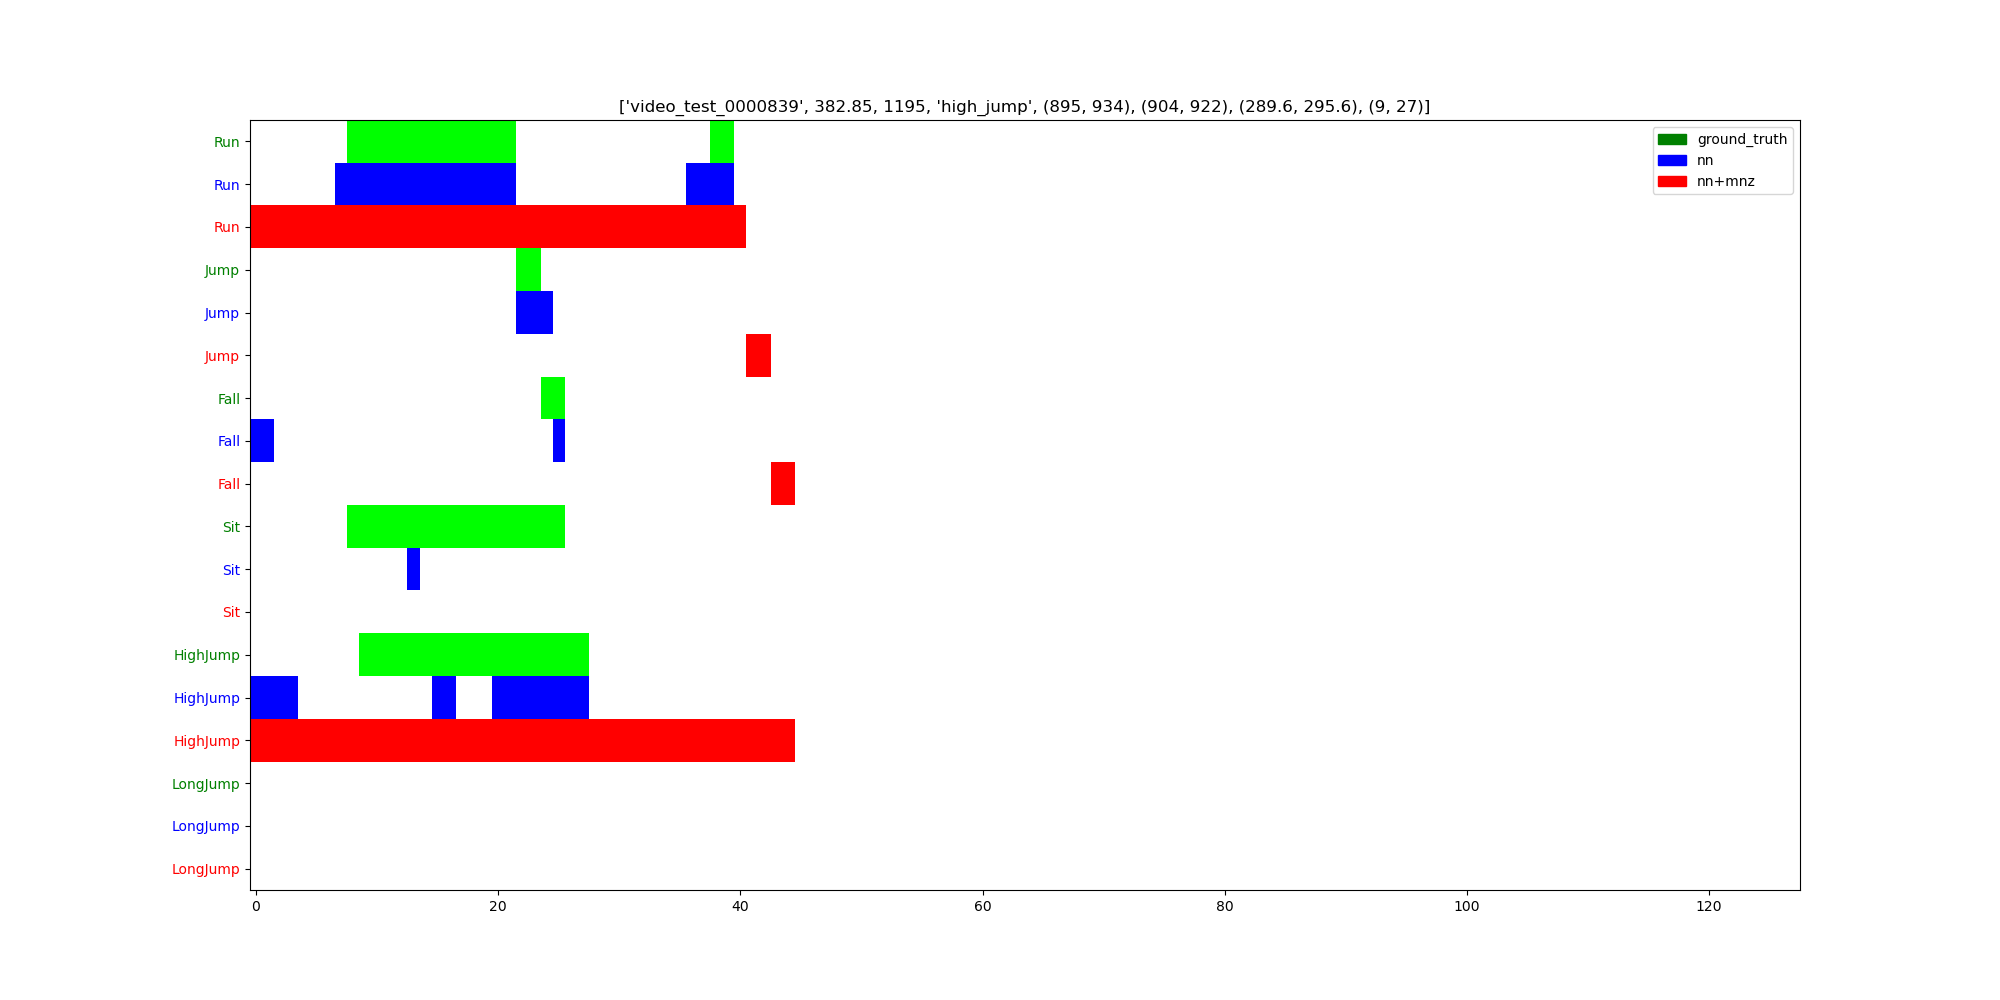 ['video_test_0000839', 382.85, 1195, 'high_jump', (895, 934), (904, 922), (289.6, 295.6), (9, 27)]
ground_truth
nn
nn+mnz
Run
Run
Run
Jump
Jump
Jump
Fall
Fall
Fall
Sit
Sit
Sit
HighJump
HighJump
HighJump
LongJump
LongJump
LongJump
0 20 40 60 80 100 120